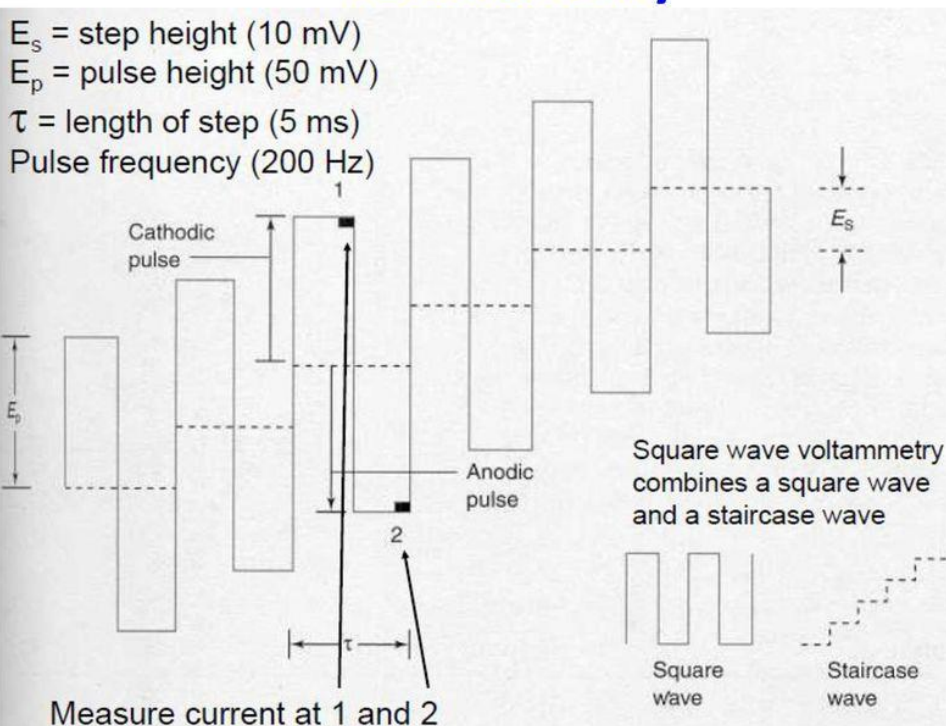 Es = step height (10 mV)
Ep = pulse height (50 mV)
τ = length of step (5 ms)
Pulse frequency (200 Hz)
1
Cathodic
pulse
Es
Ep
Anodic
pulse
2
τ
Square wave voltammetry
combines a square wave
and a staircase wave
Square
wave
Staircase
wave
Measure current at 1 and 2